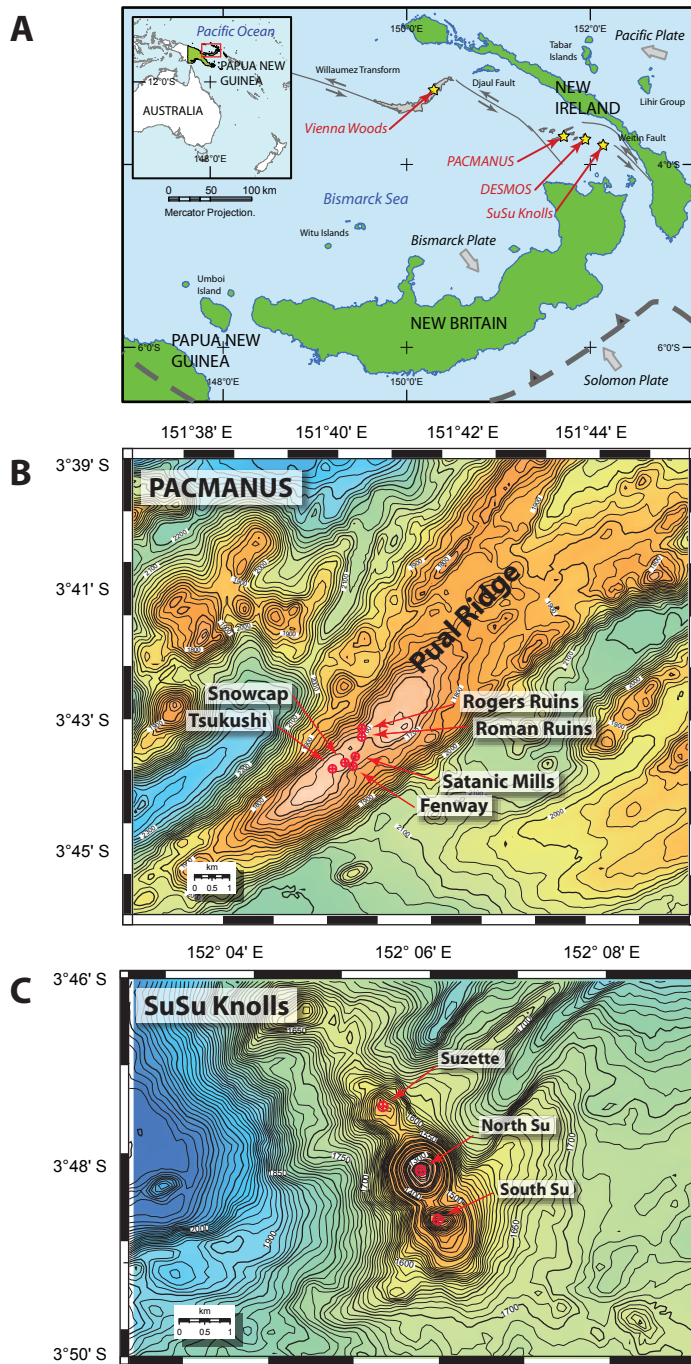 A
Pacific Ocean
PAPUA NEW
GUINEA
12°0'S
AUSTRALIA
148°0'E
0 50 100 km
Mercator Projection.
150°0'E
152°0'E
Pacific Plate
Tabar
Islands
Willaumez Transform
Djaul Fault
NEW
IRELAND
Lihir Group
Vienna Woods
Weitin Fault
PACMANUS
4°0'S
DESMOS
SuSu Knolls
Bismarck Sea
Witu Islands
Bismarck Plate
Umboi
Island
NEW BRITAIN
PAPUA NEW
GUINEA
6°0'S
6°0'S
148°0'E
150°0'E
152°0'E
Solomon Plate
B
151°38' E
151°40' E
151°42' E
151°44' E
3°39' S
PACMANUS
3°41' S
Pual Ridge
3°43' S
Snowcap
Tsukushi
Rogers Ruins
Roman Ruins
Satanic Mills
Fenway
3°45' S
km
0 0.5 1
C
152° 04' E
152° 06' E
152° 08' E
3°46' S
SuSu Knolls
Suzette
North Su
3°48' S
South Su
km
0 0.5 1
3°50' S